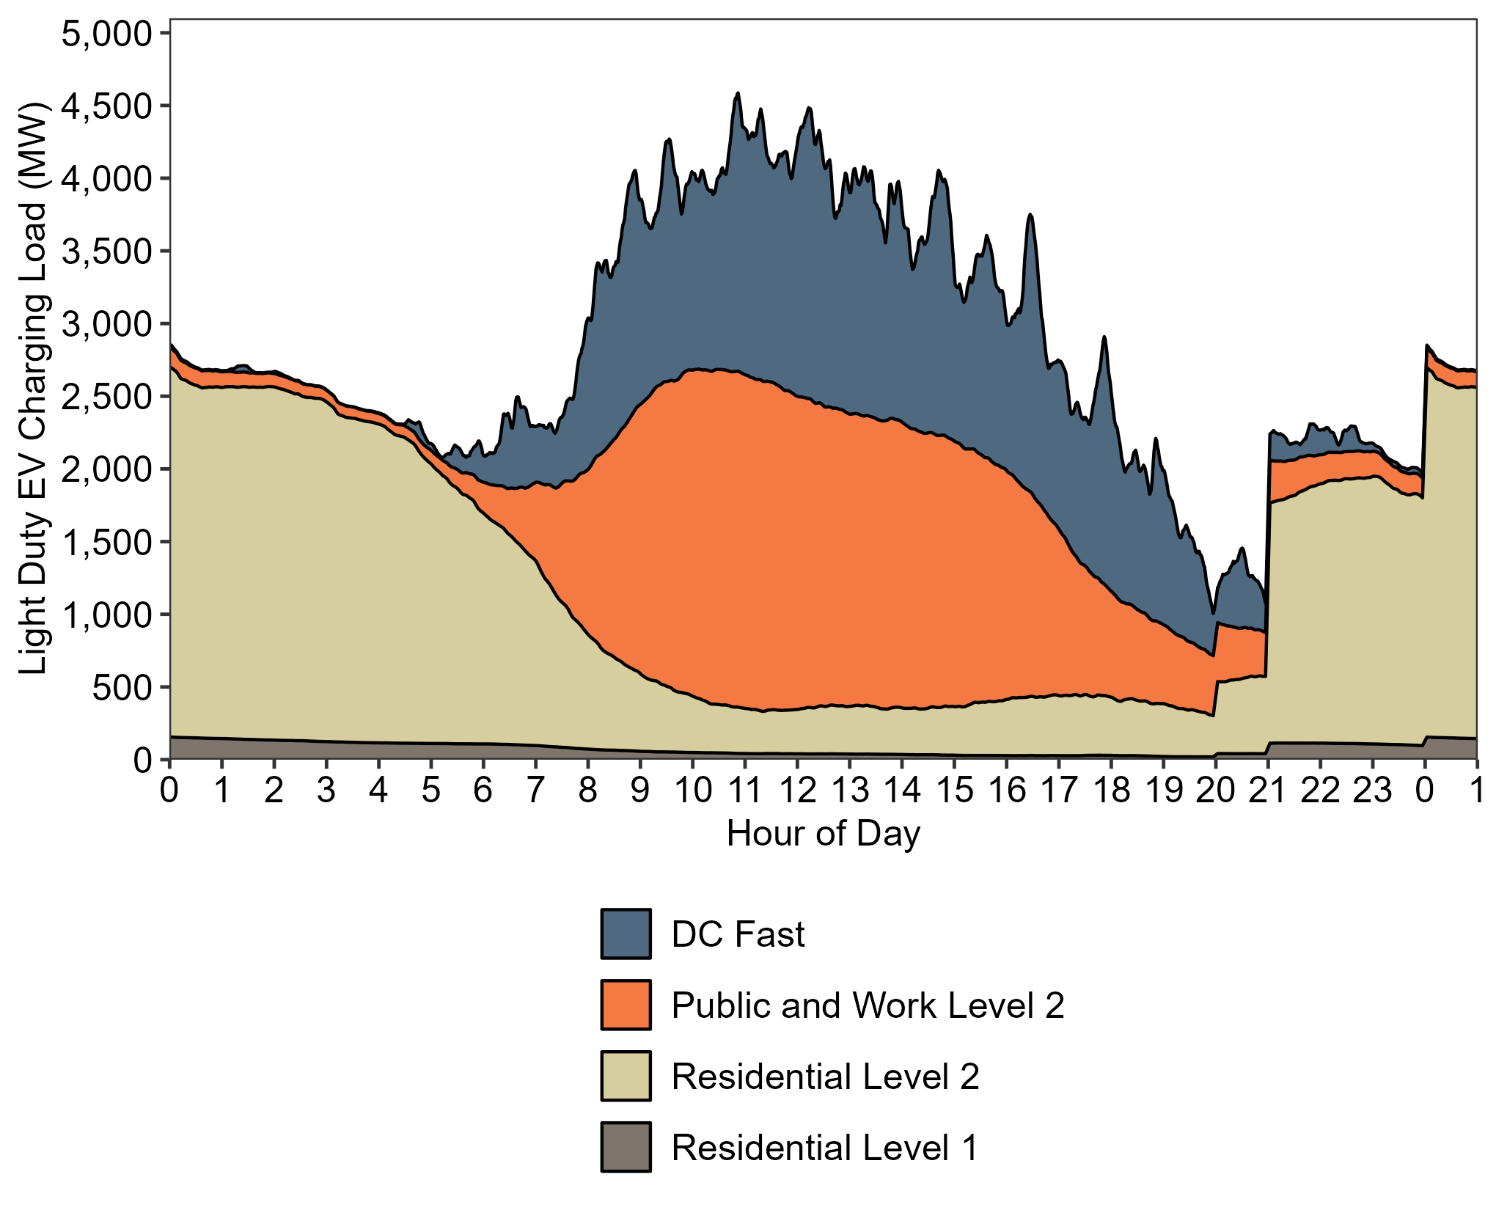 5,000
4,500
4,000
3,500
3,000
2,500
2,000
1,500
1,000
500
0
Light Duty EV Charging Load (MW)
0 1 2 3 4 5 6 7 8 9 10 11 12 13 14 15 16 17 18 19 20 21 22 23 0 1
Hour of Day
DC Fast
Public and Work Level 2
Residential Level 2
Residential Level 1